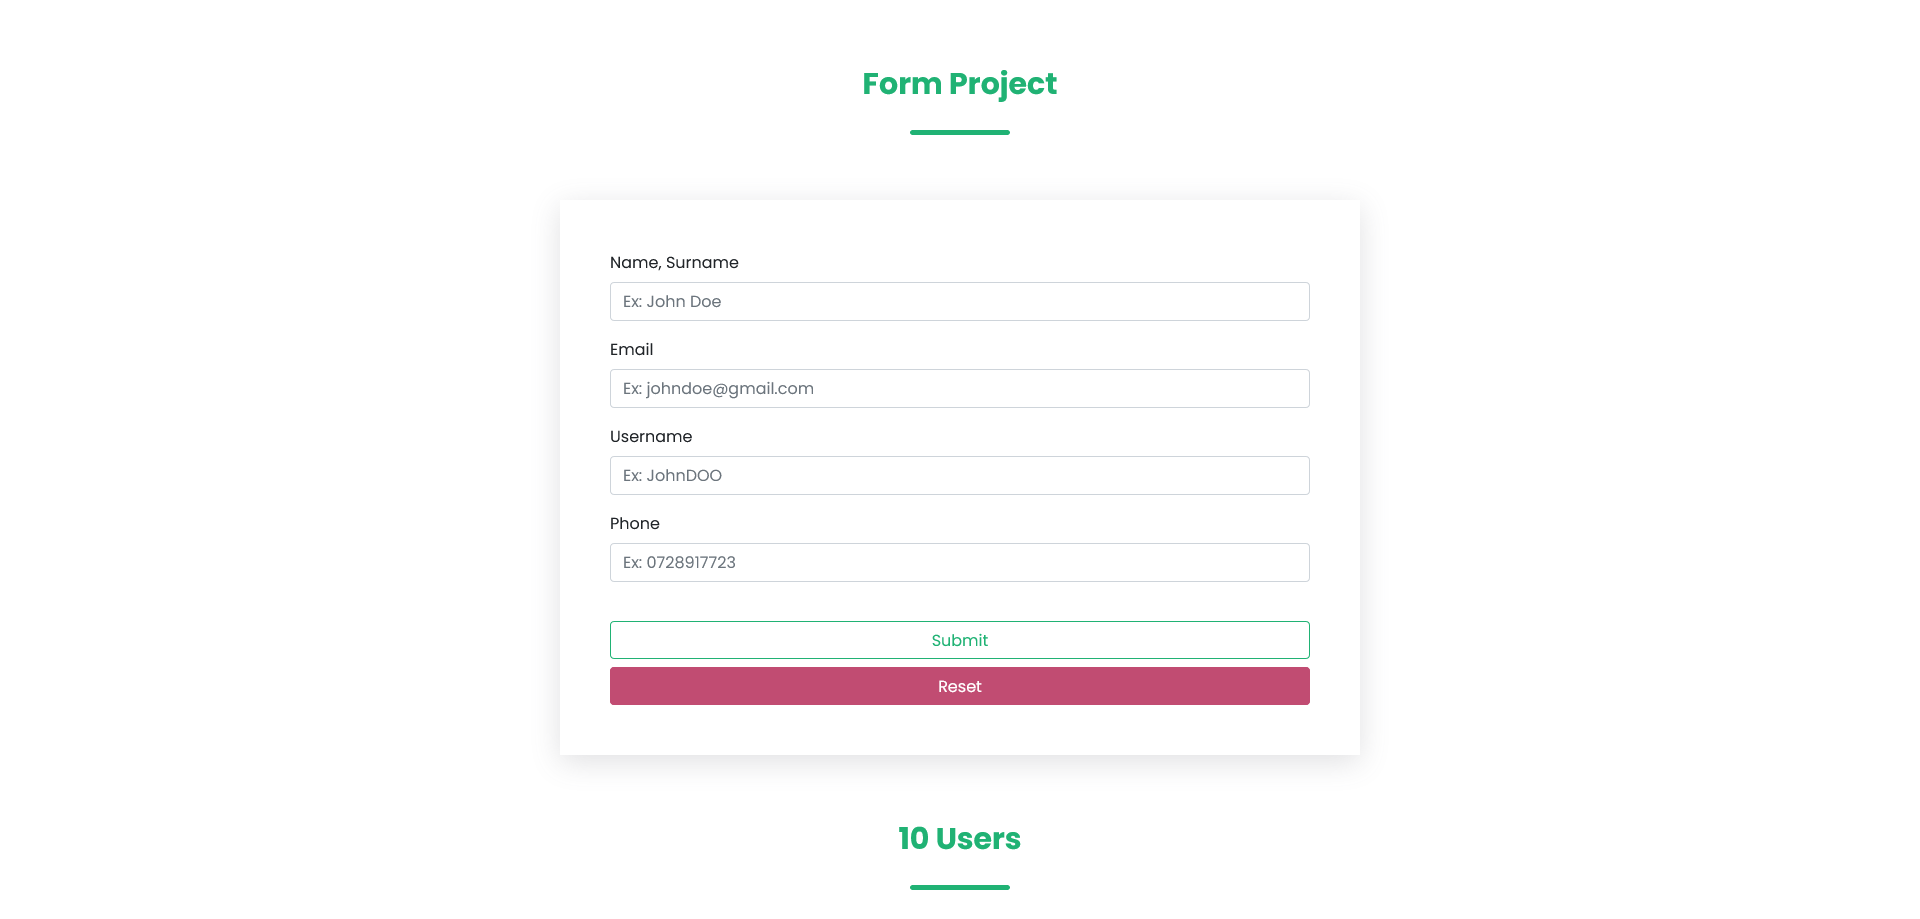 Form Project
Name, Surname
Ex: John Doe
Email
Ex: johndoe@gmail.com
Username
Ex: JohnDOO
Phone
Ex: 0728917723
Submit
Reset
10 Users